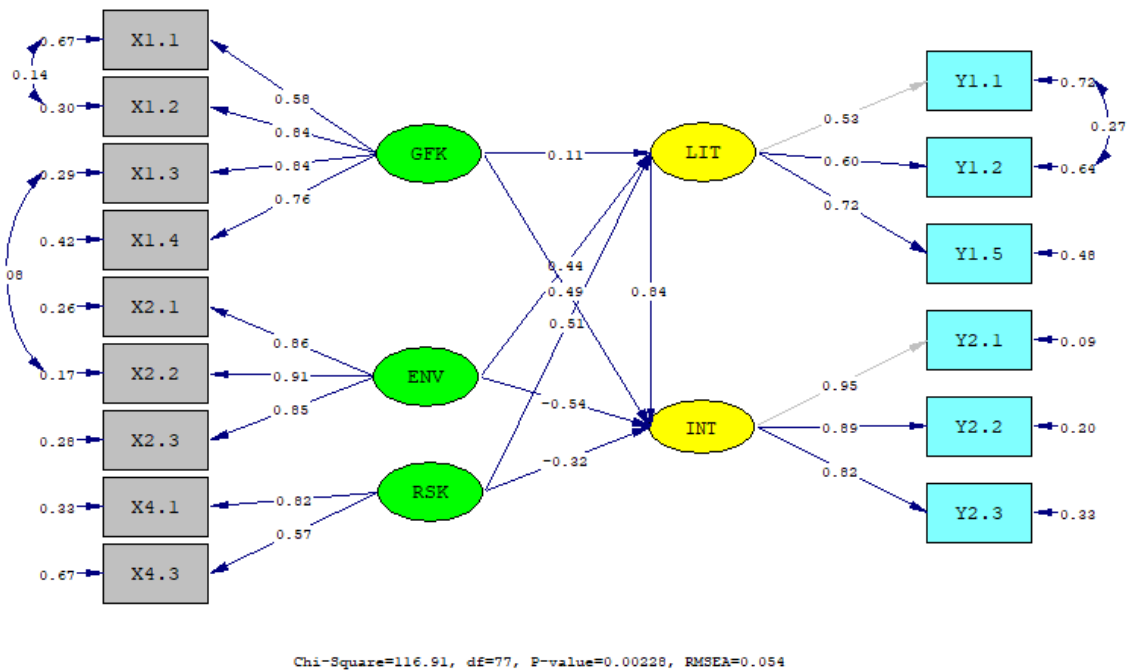 0.67 X1.1
0.14
0.30 X1.2
0.29 X1.3
0.42 X1.4
08
0.26 X2.1
0.17 X2.2
0.28 X2.3
0.33 X4.1
0.67 X4.3
0.58
0.84
0.84
0.76
0.86
0.91
0.85
0.82
0.57
GFK
ENV
RSK
0.11
0.44
0.49
0.51
0.84
-0.54
-0.32
LIT
INT
0.53
0.60
0.72
0.95
0.89
0.82
Y1.1 0.72
0.27
Y1.2 0.64
Y1.5 0.48
Y2.1 0.09
Y2.2 0.20
Y2.3 0.33
Chi-Square=116.91, df=77, P-value=0.00228, RMSEA=0.054